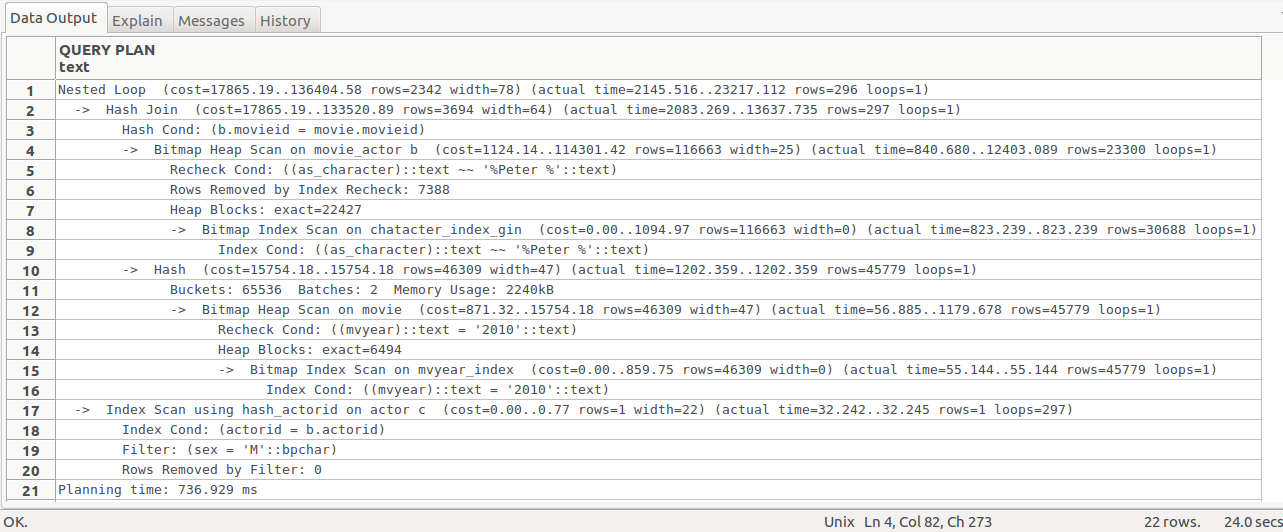 Data Output Explain Messages History
QUERY PLAN
text
1 Nested Loop (cost=17865.19..136404.58 rows=2342 width=78) (actual time=2145.516..23217.112 rows=296 loops=1)
2 -> Hash Join (cost=17865.19..133520.89 rows=3694 width=64) (actual time=2083.269..13637.735 rows=297 loops=1)
3 Hash Cond: (b.movieid = movie.movieid)
4 -> Bitmap Heap Scan on movie_actor b (cost=1124.14..114301.42 rows=116663 width=25) (actual time=840.680..12403.089 rows=23300 loops=1)
5 Recheck Cond: ((as_character)::text ~~ '%Peter %'::text)
6 Rows Removed by Index Recheck: 7388
7 Heap Blocks: exact=22427
8 -> Bitmap Index Scan on chatacter_index_gin (cost=0.00..1094.97 rows=116663 width=0) (actual time=823.239..823.239 rows=30688 loops=1)
9 Index Cond: ((as_character)::text ~~ '%Peter %'::text)
10 -> Hash (cost=15754.18..15754.18 rows=46309 width=47) (actual time=1202.359..1202.359 rows=45779 loops=1)
11 Buckets: 65536 Batches: 2 Memory Usage: 2240kB
12 -> Bitmap Heap Scan on movie (cost=871.32..15754.18 rows=46309 width=47) (actual time=56.885..1179.678 rows=45779 loops=1)
13 Recheck Cond: ((mvyear)::text = '2010'::text)
14 Heap Blocks: exact=6494
15 -> Bitmap Index Scan on mvyear_index (cost=0.00..859.75 rows=46309 width=0) (actual time=55.144..55.144 rows=45779 loops=1)
16 Index Cond: ((mvyear)::text = '2010'::text)
17 -> Index Scan using hash_actorid on actor c (cost=0.00..0.77 rows=1 width=22) (actual time=32.242..32.245 rows=1 loops=297)
18 Index Cond: (actorid = b.actorid)
19 Filter: (sex = 'M'::bpchar)
20 Rows Removed by Filter: 0
21 Planning time: 736.929 ms
OK. Unix Ln 4, Col 82, Ch 273 22 rows. 24.0 secs